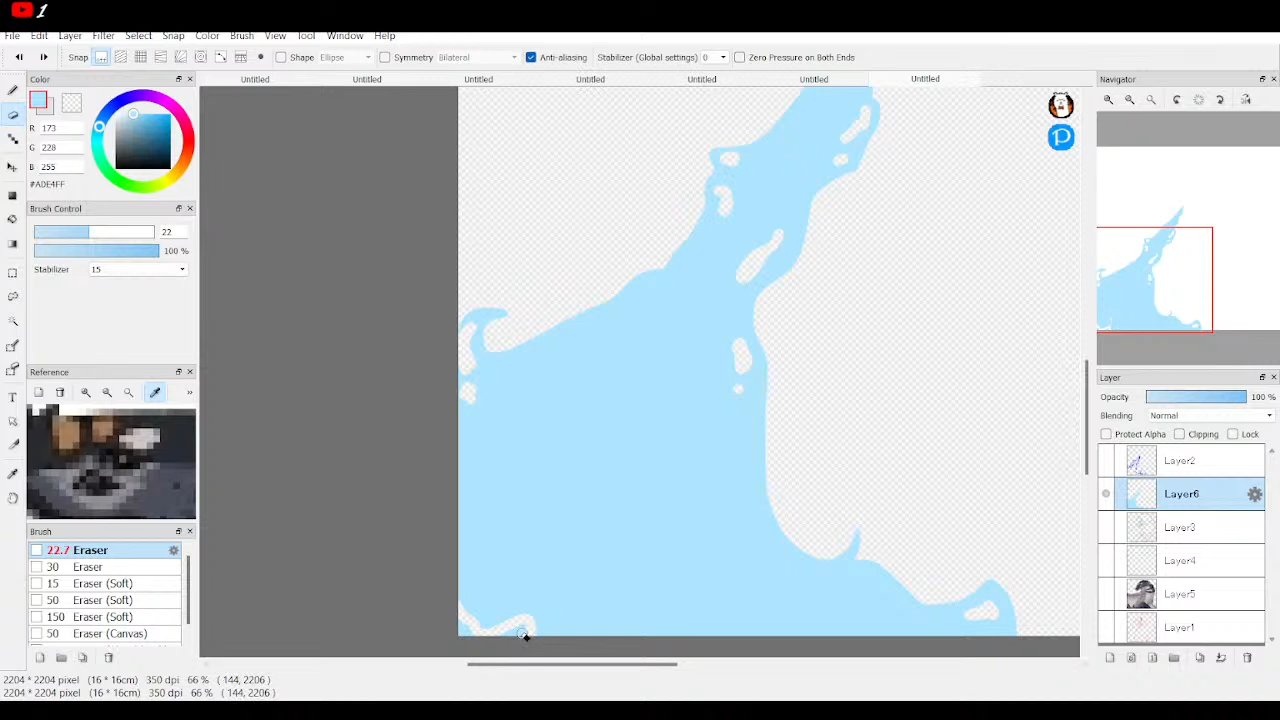 1
File Edit Layer Filter Select Snap Color Brush View Tool Window Help
Snap Shape Ellipse Symmetry Bilateral Anti-aliasing Stabilizer (Global settings) 0 Zero Pressure on Both Ends
Color
Untitled Untitled Untitled Untitled Untitled Untitled Untitled
Navigator
R 173
G 228
B 255
#ADE4FF
Brush Control
22
100 %
Stabilizer 15
Reference
»
Layer
Opacity 100 %
Blending Normal
Protect Alpha Clipping Lock
Layer2
Layer6
Layer3
Layer4
Layer5
Layer1
Brush
22.7 Eraser
30 Eraser
15 Eraser (Soft)
50 Eraser (Soft)
150 Eraser (Soft)
50 Eraser (Canvas)
2204 * 2204 pixel (16 * 16cm) 350 dpi 66 % ( 144, 2206)
2204 * 2204 pixel (16 * 16cm) 350 dpi 66 % ( 144, 2206)